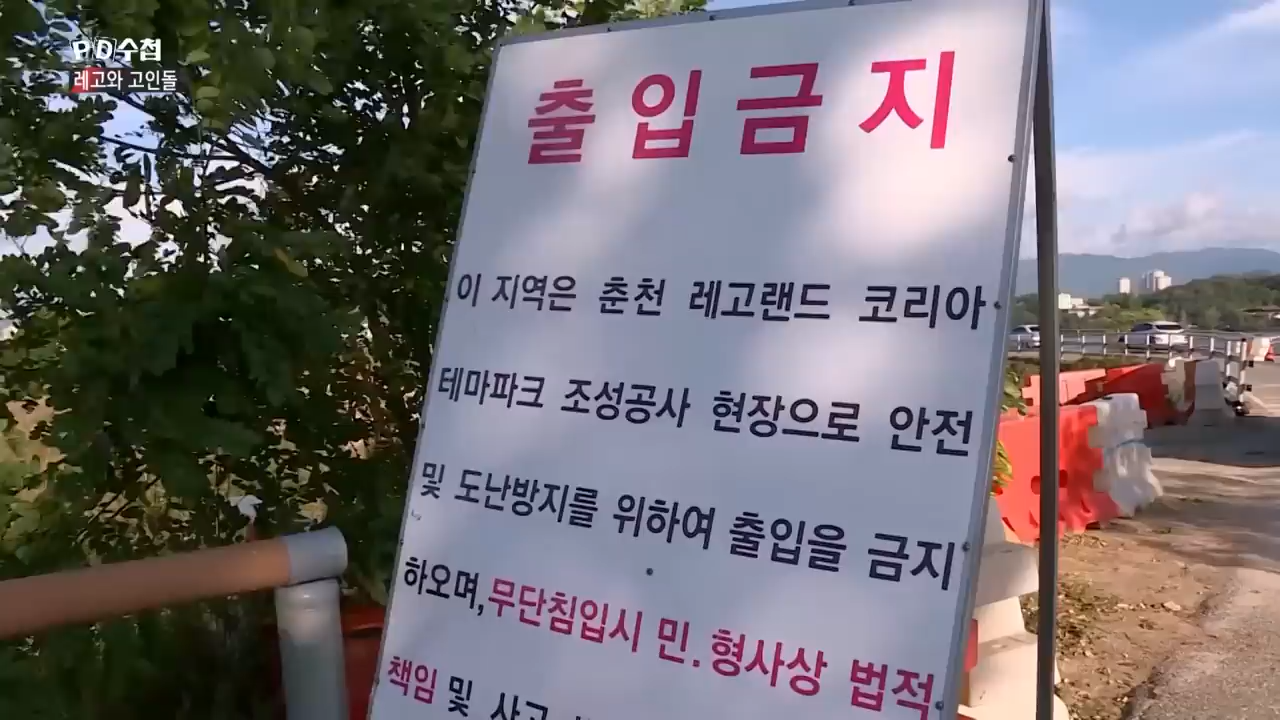 PD수첩
레고와 고인돌
출입금지
이 지역은 춘천 레고랜드 코리아
테마파크 조성공사 현장으로 안전
및 도난방지를 위하여 출입을 금지
하오며,무단침입시 민.형사상 법적
책임 및 사고